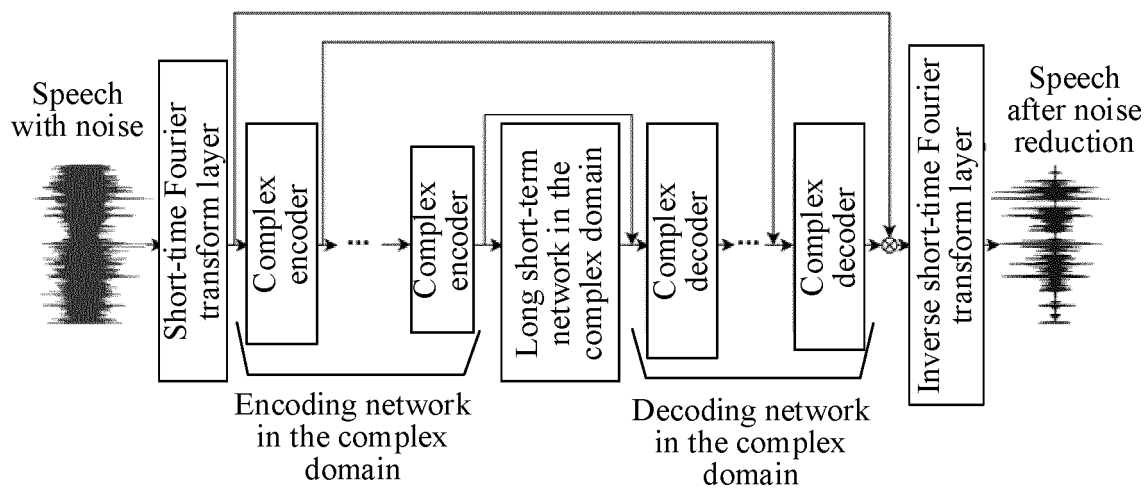 Speech
with noise
Short-time Fourier
transform layer
Complex
encoder
...
Complex
encoder
Long short-term
network in the
complex domain
Complex
decoder
...
Complex
decoder
Inverse short-time Fourier
transform layer
Speech
after noise
reduction
Encoding network
in the complex
domain
Decoding network
in the complex
domain